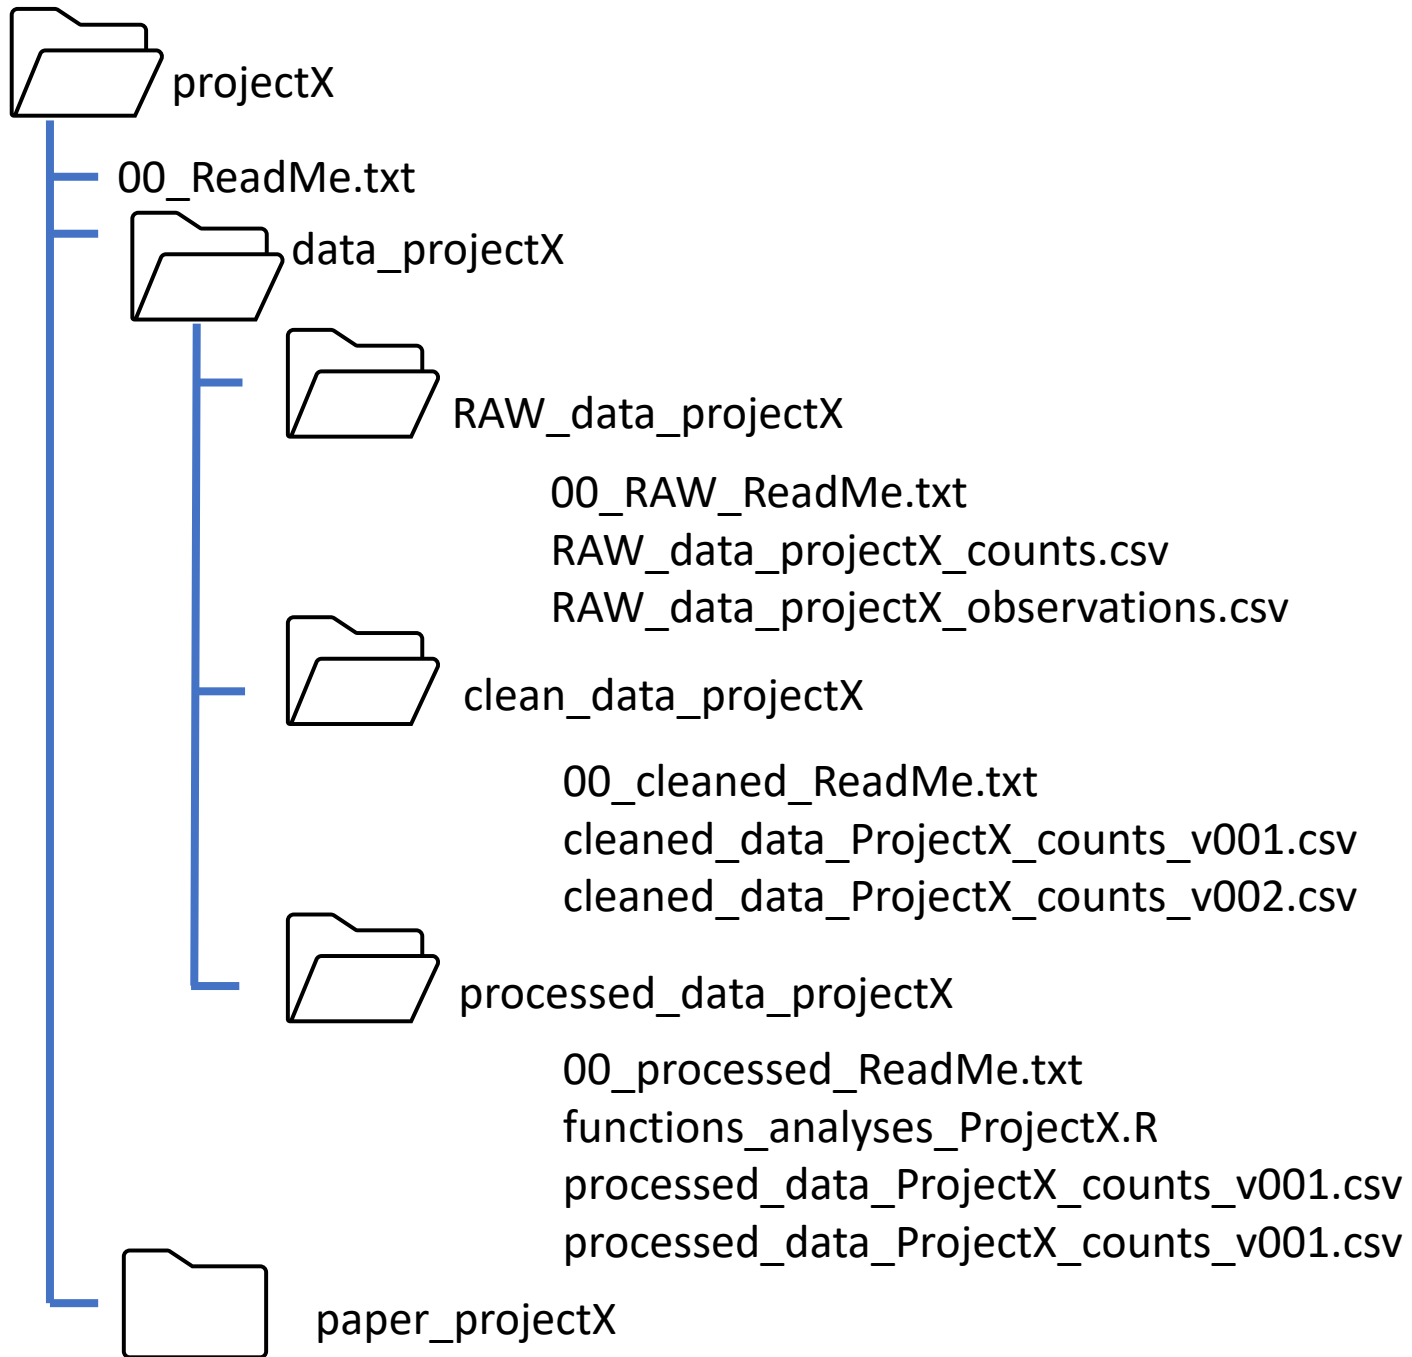 projectX
00_ReadMe.txt
data_projectX
RAW_data_projectX
00_RAW_ReadMe.txt
RAW_data_projectX_counts.csv
RAW_data_projectX_observations.csv
clean_data_projectX
00_cleaned_ReadMe.txt
cleaned_data_ProjectX_counts_v001.csv
cleaned_data_ProjectX_counts_v002.csv
processed_data_projectX
00_processed_ReadMe.txt
functions_analyses_ProjectX.R
processed_data_ProjectX_counts_v001.csv
processed_data_ProjectX_counts_v001.csv
paper_projectX